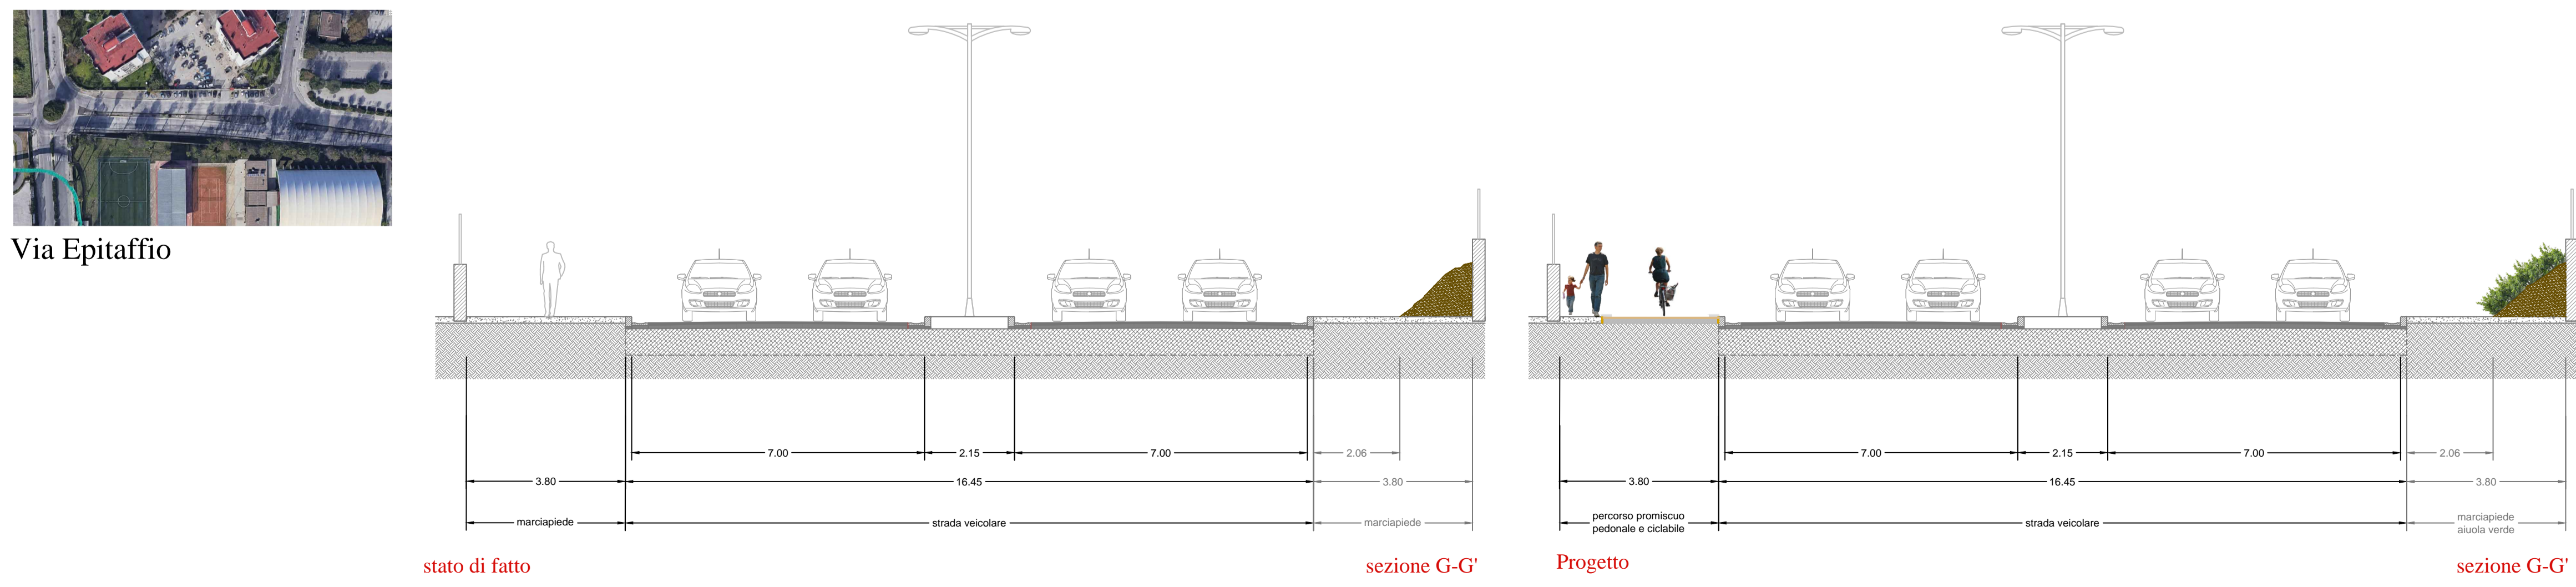 Via Epitaffio
7.00
2.15
7.00
2.06
3.80
16.45
3.80
marciapiede
strada veicolare
marciapiede
stato di fatto
sezione G-G'
7.00
2.15
7.00
2.06
3.80
16.45
3.80
percorso promiscuo
pedonale e ciclabile
strada veicolare
marciapiede
aiuola verde
Progetto
sezione G-G'